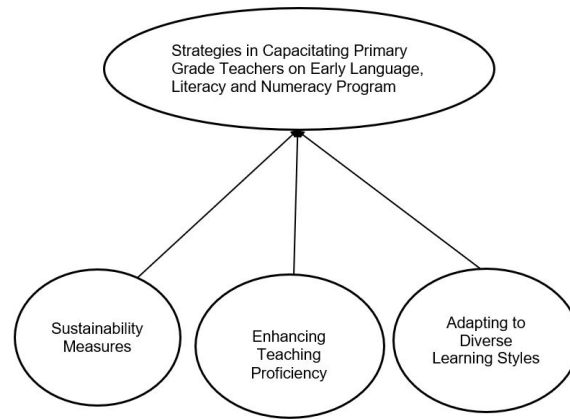 Strategies in Capacitating Primary
Grade Teachers on Early Language,
Literacy and Numeracy Program
Sustainability
Measures
Enhancing
Teaching
Proficiency
Adapting to
Diverse
Learning Styles